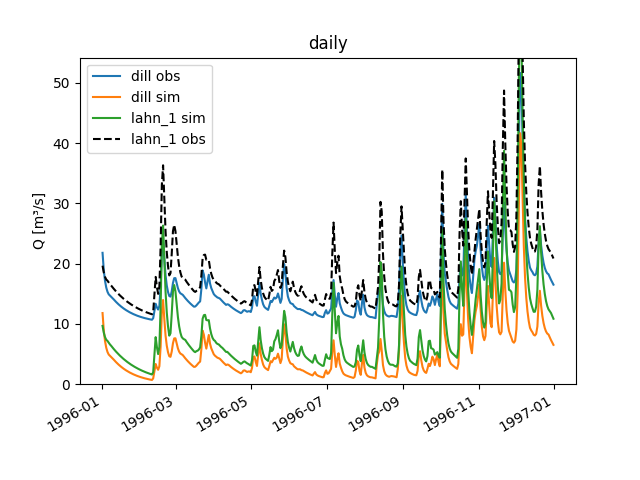 daily
dill obs
dill sim
lahn_1 sim
lahn_1 obs
Q [m³/s]
50
40
30
20
10
0
1996-01
1996-03
1996-05
1996-07
1996-09
1996-11
1997-01